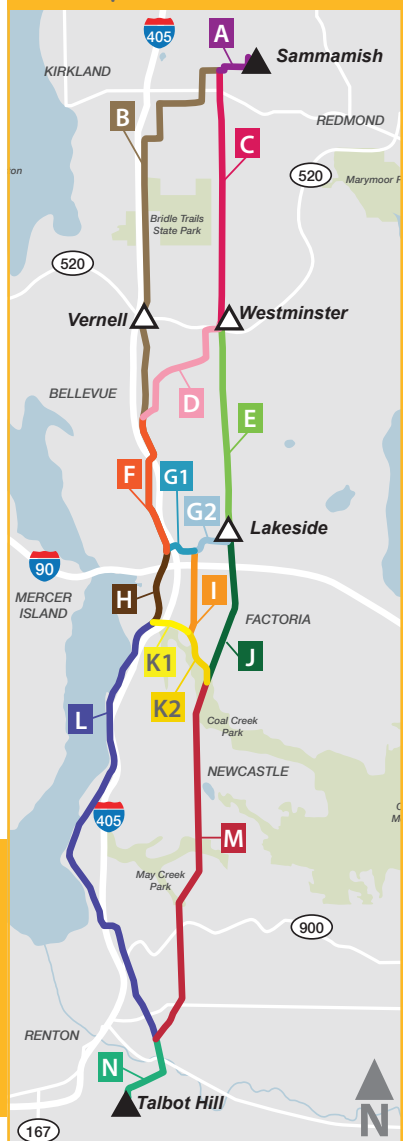 405
A
Sammamish
KIRKLAND
B
REDMOND
C
520
Marymoor P
Bridle Trails
State Park
520
Vernell
Westminster
BELLEVUE
D
E
F
G1
G2
Lakeside
90
MERCER
ISLAND
H
I
FACTORIA
K1
J
K2
L
Coal Creek
Park
NEWCASTLE
405
M
May Creek
Park
900
RENTON
N
Talbot Hill
N
167